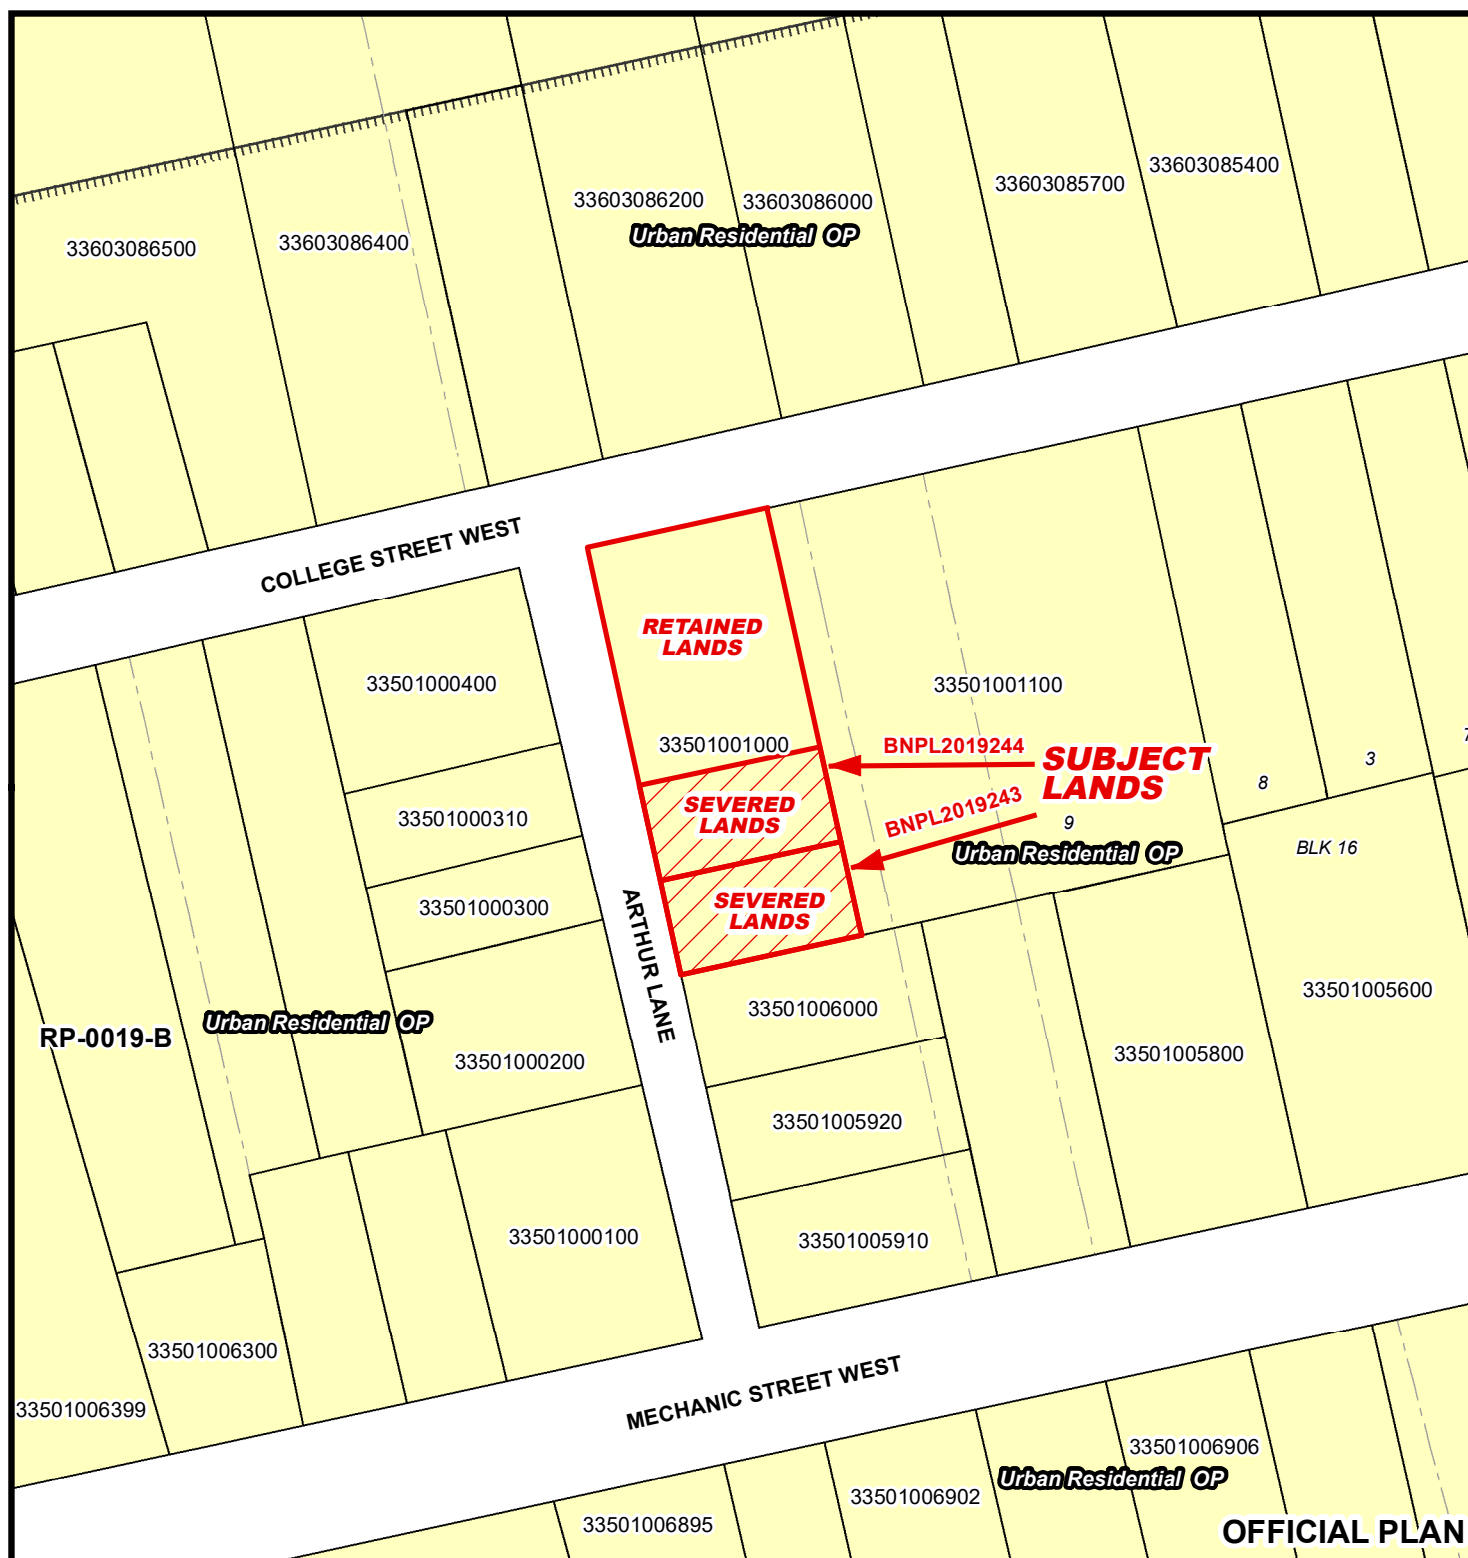 33603085400
33603085700
33603086200
33603086000
Urban Residential OP
33603086500
33603086400
COLLEGE STREET WEST
RETAINED
LANDS
33501000400
33501001100
33501001000
BNPL2019244
SUBJECT
LANDS
3
8
SEVERED
LANDS
BNPL2019243
33501000310
9
Urban Residential OP
BLK 16
SEVERED
LANDS
33501000300
ARTHUR LANE
33501005600
33501006000
Urban Residential OP
RP-0019-B
33501000200
33501005800
33501005920
33501000100
33501005910
33501006300
MECHANIC STREET WEST
33501006399
33501006906
Urban Residential OP
33501006902
33501006895
OFFICIAL PLAN